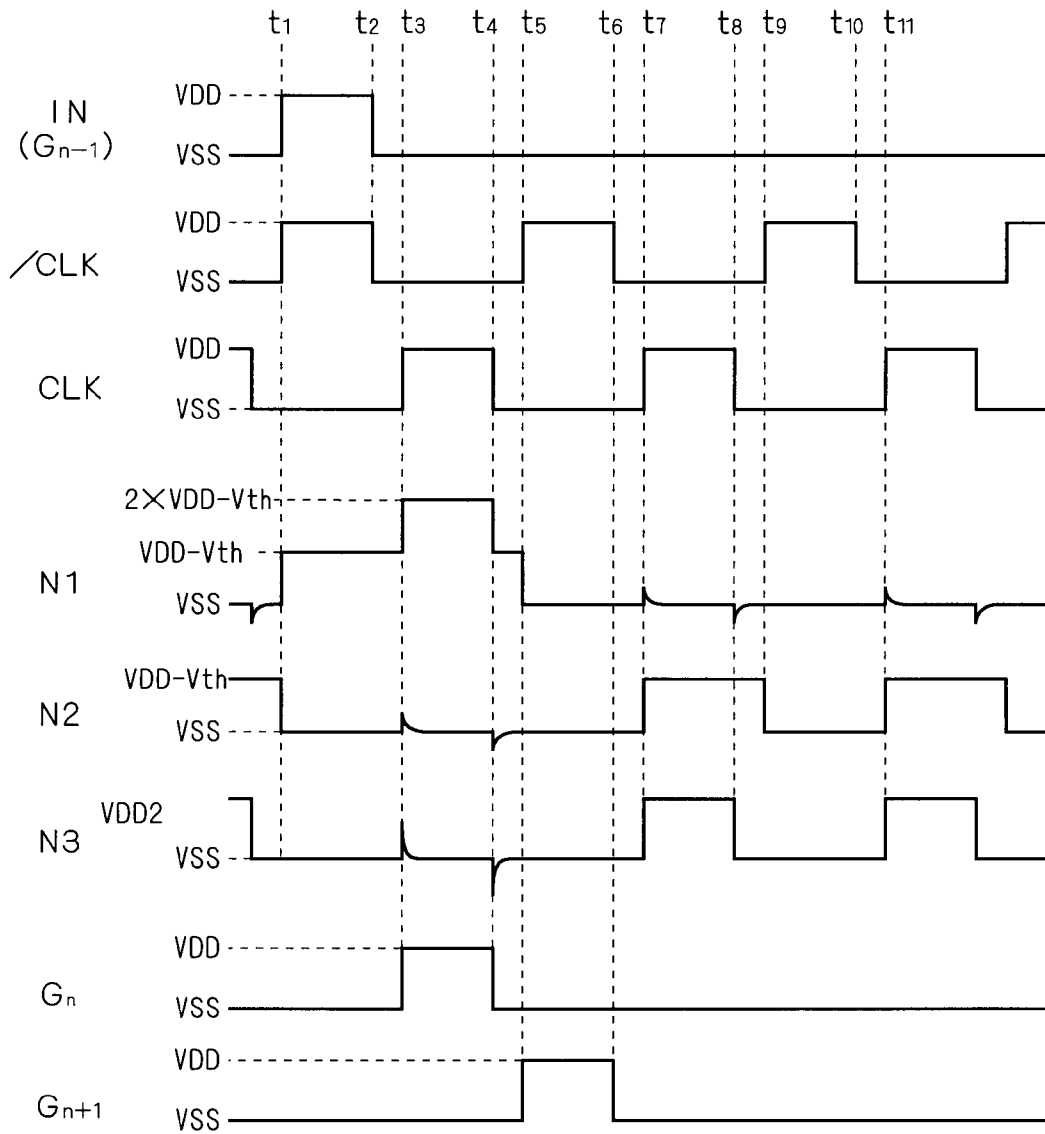 t1 t2 t3 t4 t5 t6 t7 t8 t9 t10 t11
IN
(Gn-1)
VDD
VSS
/CLK
VDD
VSS
CLK
VDD
VSS
N1
2×VDD-Vth
VDD-Vth
VSS
N2
VDD-Vth
VSS
N3
VDD2
VSS
Gn
VDD
VSS
Gn+1
VDD
VSS